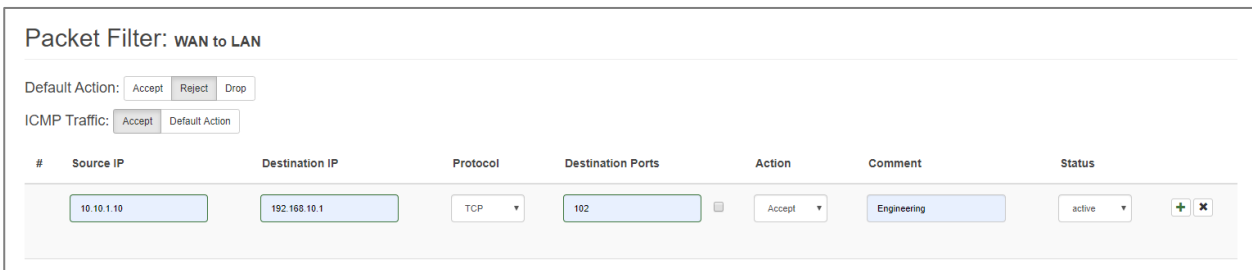 Packet Filter: WAN to LAN
Default Action: Accept Reject Drop
ICMP Traffic: Accept Default Action
# Source IP Destination IP Protocol Destination Ports Action Comment Status
10.10.1.10 192.168.10.1 TCP 102 Accept Engineering active